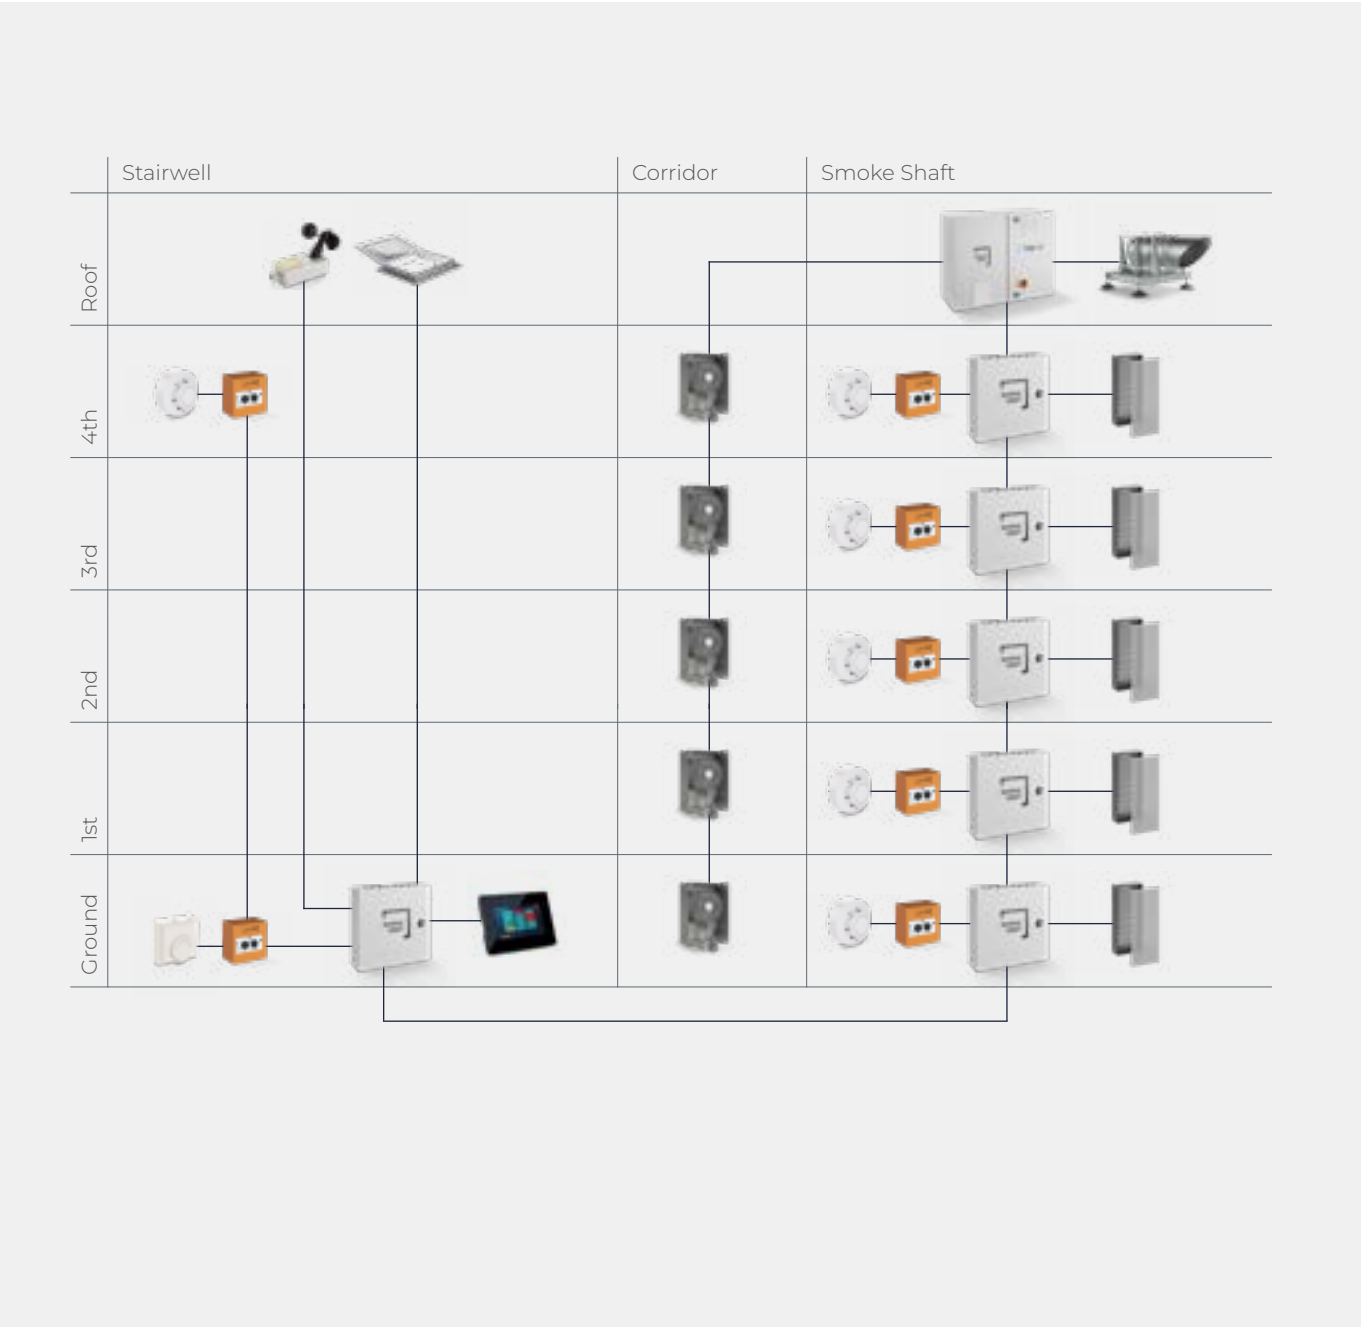 Stairwell
Corridor
Smoke Shaft
Roof
4th
3rd
2nd
1st
Ground